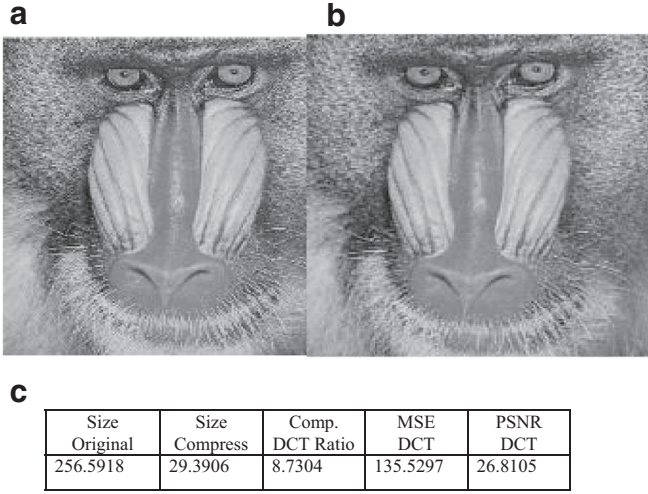 a
b
c
Size Original
Size Compress
Comp. DCT Ratio
MSE DCT
PSNR DCT
256.5918 29.3906 8.7304 135.5297 26.8105